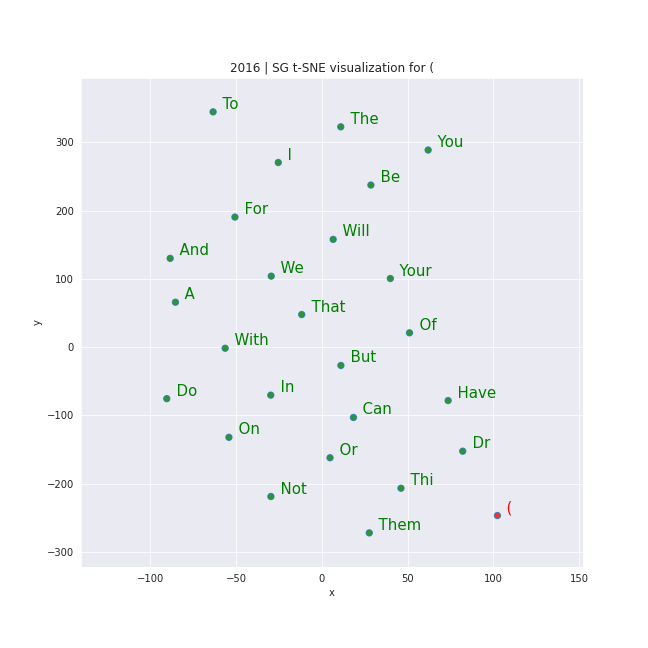 2016 | SG t-SNE visualization for (
To
The
You
I
Be
For
Will
And
We
Your
A
That
Of
With
But
Do
In
Have
Can
On
Dr
Or
Thi
Not
(
Them
300
200
100
0
−100
−200
−300
y
−100
−50
0
50
100
150
x